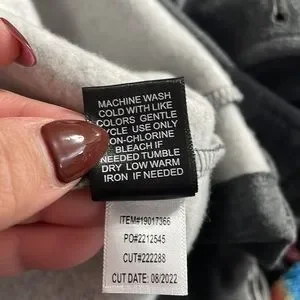 MACHINE WASH
COLD WITH LIKE
COLORS GENTLE
CYCLE USE ONLY
NON-CHLORINE
BLEACH IF
NEEDED TUMBLE
DRY LOW WARM
IRON IF NEEDED
ITEM#19017366
PO#2212545
CUT#222288
CUT DATE: 08/2022